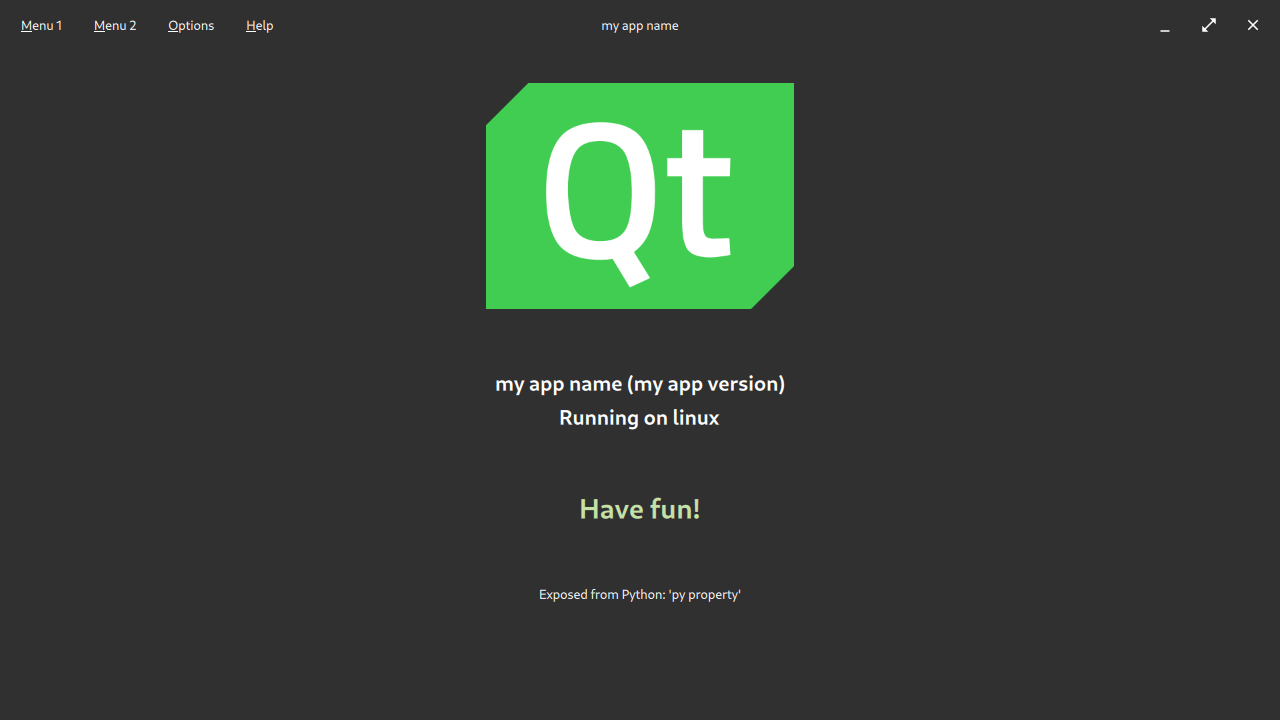 Menu 1 Menu 2 Options Help my app name
Qt
my app name (my app version)
Running on linux
Have fun!
Exposed from Python: 'py property'